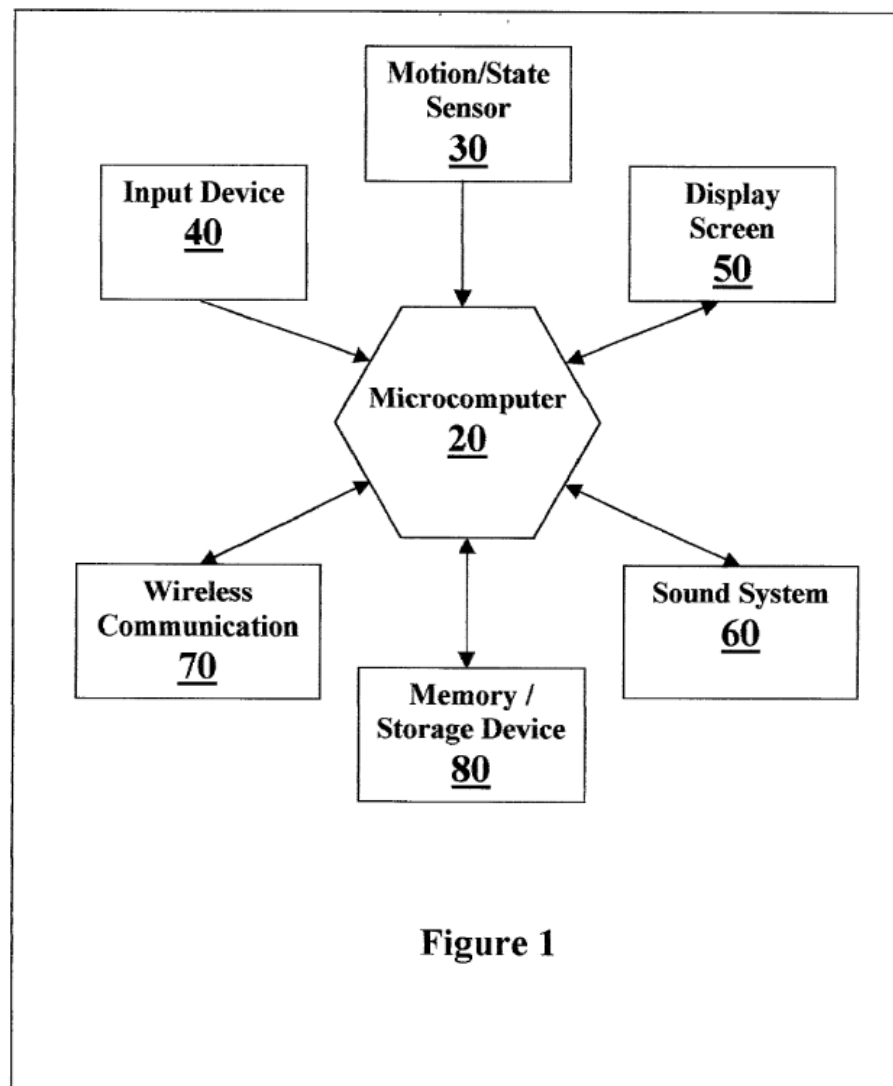 Motion/State
Sensor
30
Input Device
40
Display
Screen
50
Microcomputer
20
Wireless
Communication
70
Sound System
60
Memory /
Storage Device
80
Figure 1